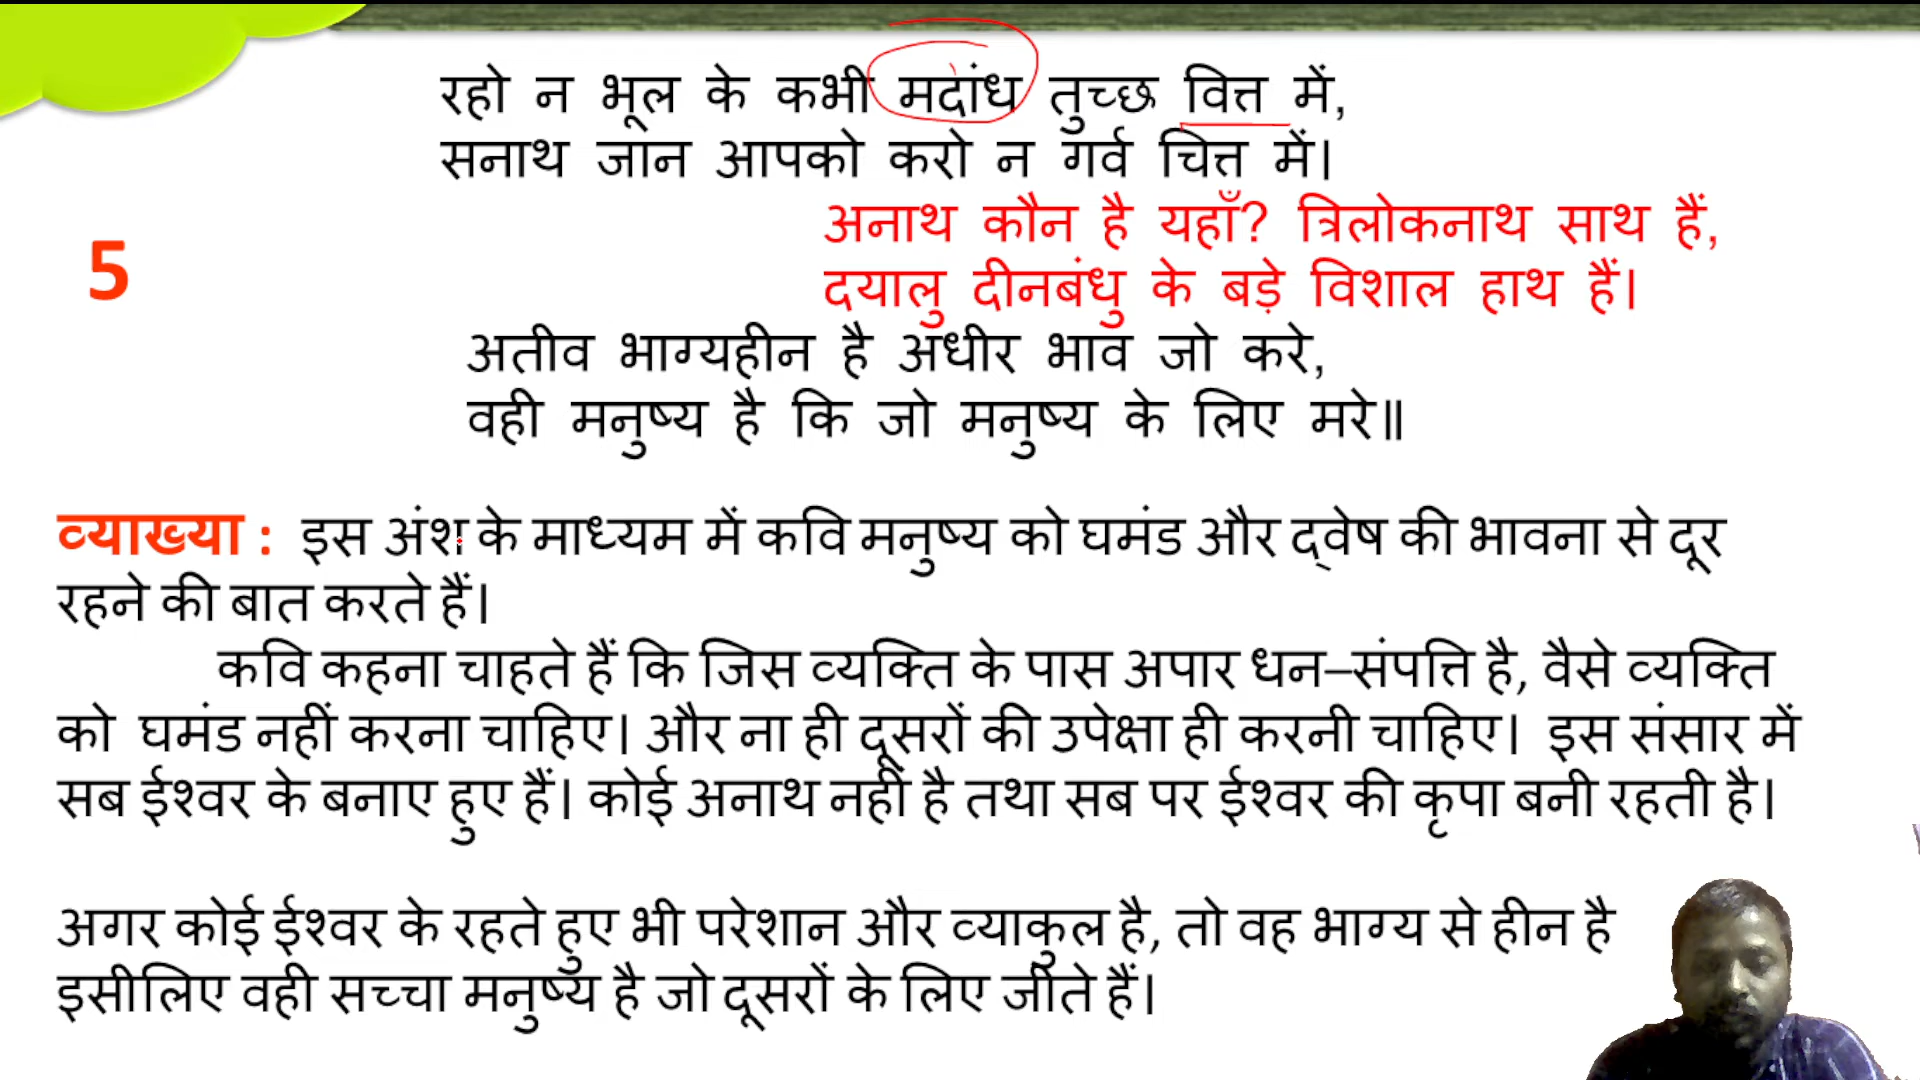 रहो न भूल के कभी मदांध तुच्छ वित्त में,
सनाथ जान आपको करो न गर्व चित्त में।
अनाथ कौन है यहाँ? त्रिलोकनाथ साथ हैं,
5
दयालु दीनबंधु के बड़े विशाल हाथ हैं।
अतीव भाग्यहीन है अधीर भाव जो करे,
वही मनुष्य है कि जो मनुष्य के लिए मरे॥
व्याख्या : इस अंश के माध्यम में कवि मनुष्य को घमंड और द्‌वेष की भावना से दूर
रहने की बात करते हैं।
कवि कहना चाहते हैं कि जिस व्यक्ति के पास अपार धन–संपत्ति है, वैसे व्यक्ति
को घमंड नहीं करना चाहिए। और ना ही दूसरों की उपेक्षा ही करनी चाहिए। इस संसार में
सब ईश्वर के बनाए हुए हैं। कोई अनाथ नहीं है तथा सब पर ईश्वर की कृपा बनी रहती है।
अगर कोई ईश्वर के रहते हुए भी परेशान और व्याकुल है, तो वह भाग्य से हीन है
इसीलिए वही सच्चा मनुष्य है जो दूसरों के लिए जीते हैं।